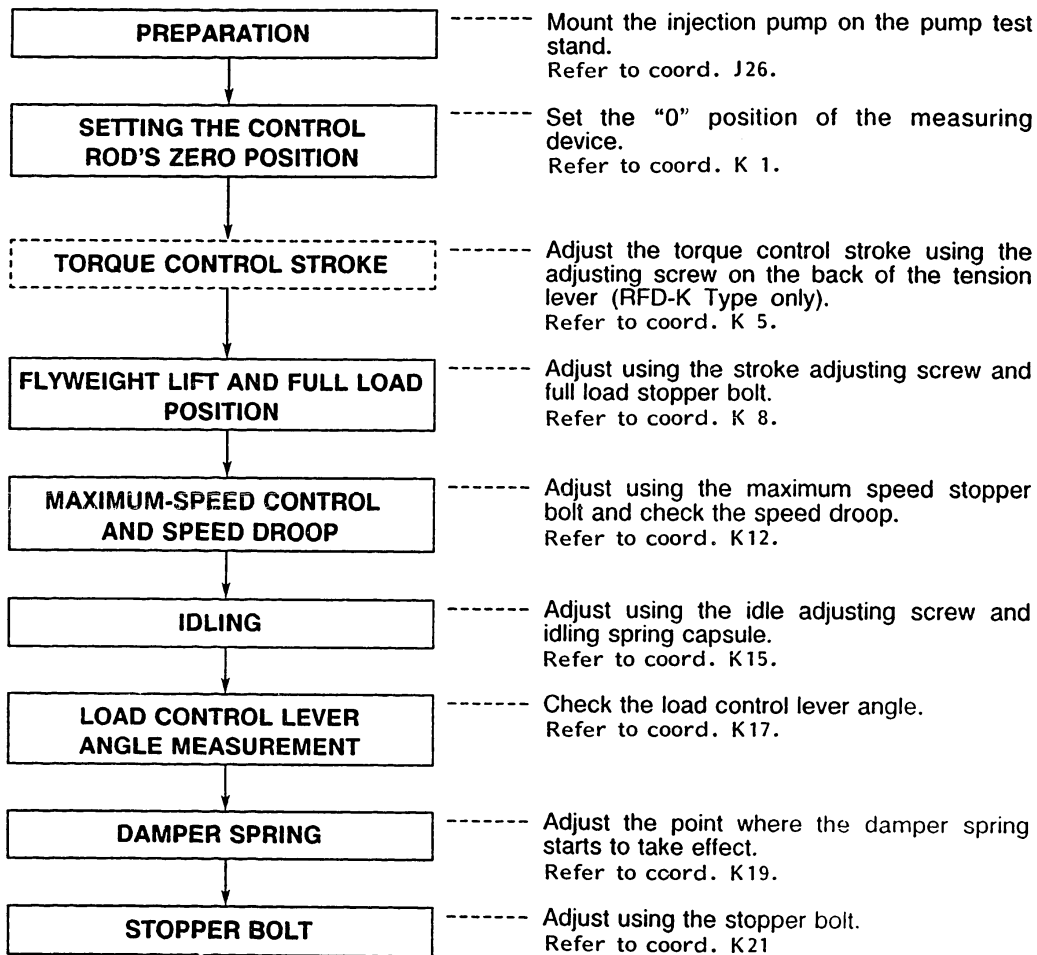 PREPARATION
Mount the injection pump on the pump test
stand.
Refer to coord. J26.
SETTING THE CONTROL
ROD'S ZERO POSITION
Set the “0” position of the measuring
device.
Refer to coord. K 1.
TORQUE CONTROL STROKE
Adjust the torque control stroke using the
adjusting screw on the back of the tension
lever (RFD-K Type only).
Refer to coord. K 5.
FLYWEIGHT LIFT AND FULL LOAD
POSITION
Adjust using the stroke adjusting screw and
full load stopper bolt.
Refer to coord. K 8.
MAXIMUM-SPEED CONTROL
AND SPEED DROOP
Adjust using the maximum speed stopper
bolt and check the speed droop.
Refer to coord. K12.
IDLING
Adjust using the idle adjusting screw and
idling spring capsule.
Refer to coord. K15.
LOAD CONTROL LEVER
ANGLE MEASUREMENT
Check the load control lever angle.
Refer to coord. K17.
DAMPER SPRING
Adjust the point where the damper spring
starts to take effect.
Refer to ccord. K19.
STOPPER BOLT
Adjust using the stopper bolt.
Refer to coord. K21